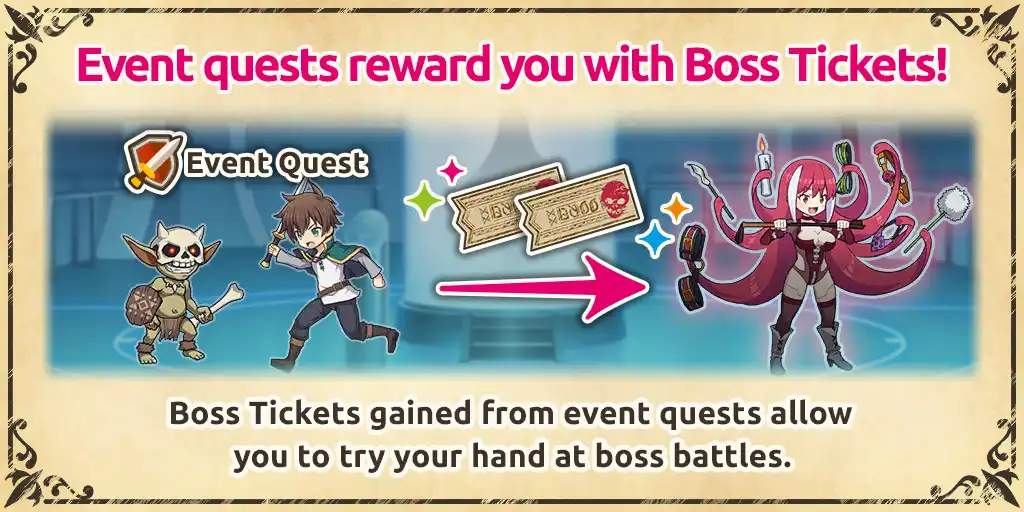 Event quests reward you with Boss Tickets!
Event Quest
Boss
Boss Tickets gained from event quests allow
you to try your hand at boss battles.